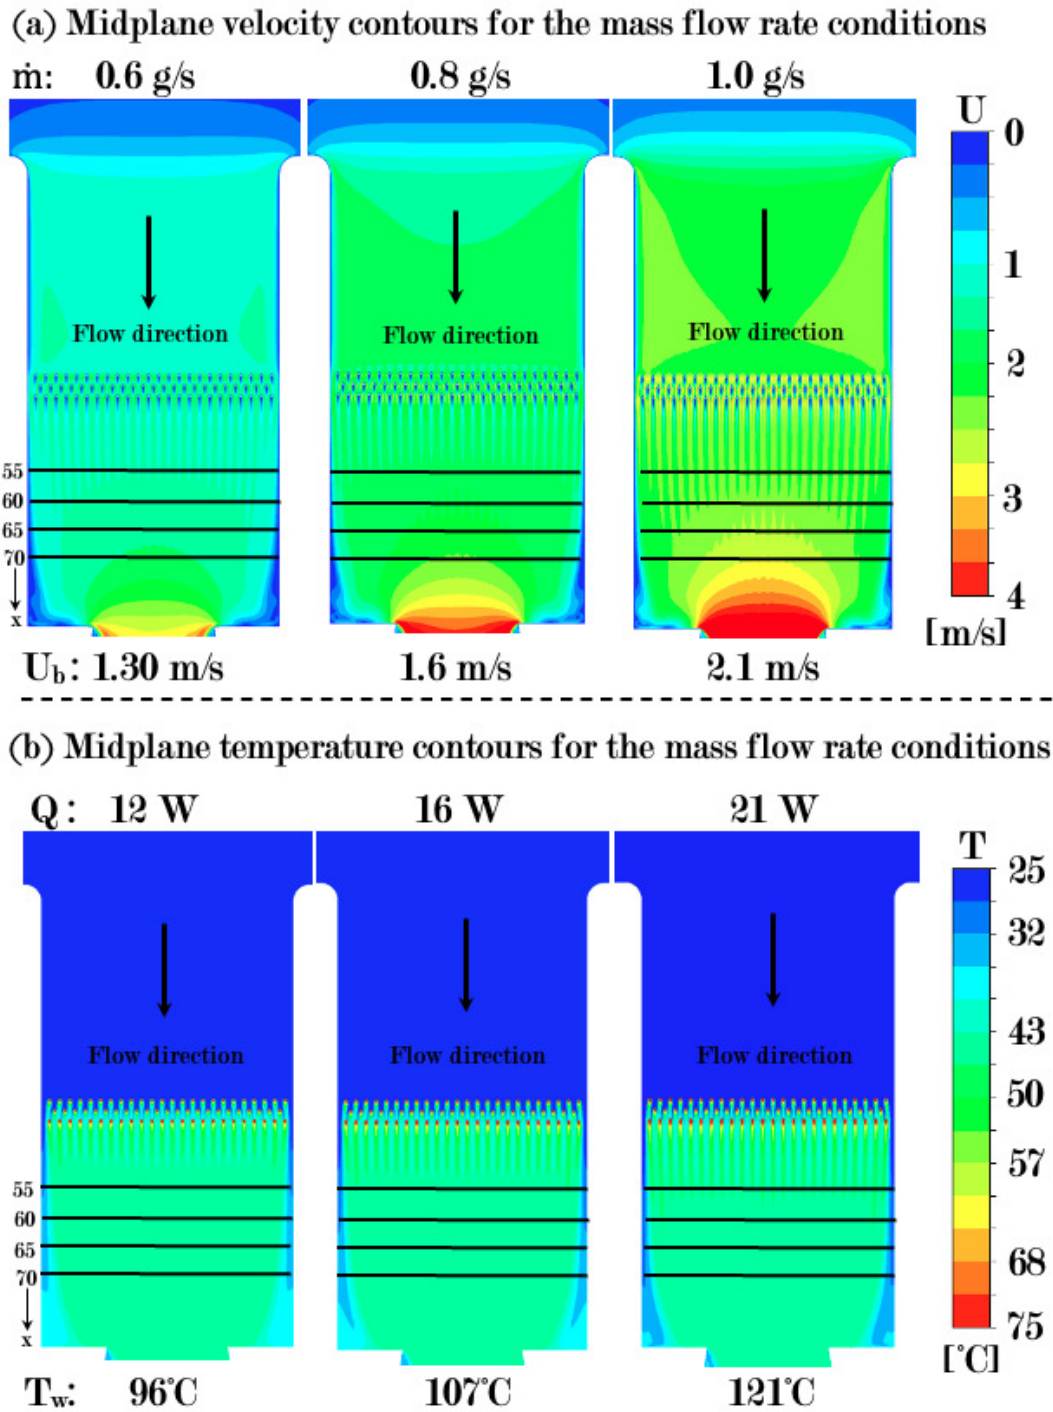 (a) Midplane velocity contours for the mass flow rate conditions
ṁ: 0.6 g/s 0.8 g/s 1.0 g/s
U
0
1
2
3
4
[m/s]
Flow direction Flow direction Flow direction
55
60
65
70
x
U_b: 1.30 m/s 1.6 m/s 2.1 m/s
(b) Midplane temperature contours for the mass flow rate conditions
Q: 12 W 16 W 21 W
T
25
32
43
50
57
68
75
[°C]
Flow direction Flow direction Flow direction
55
60
65
70
x
T_w: 96°C 107°C 121°C